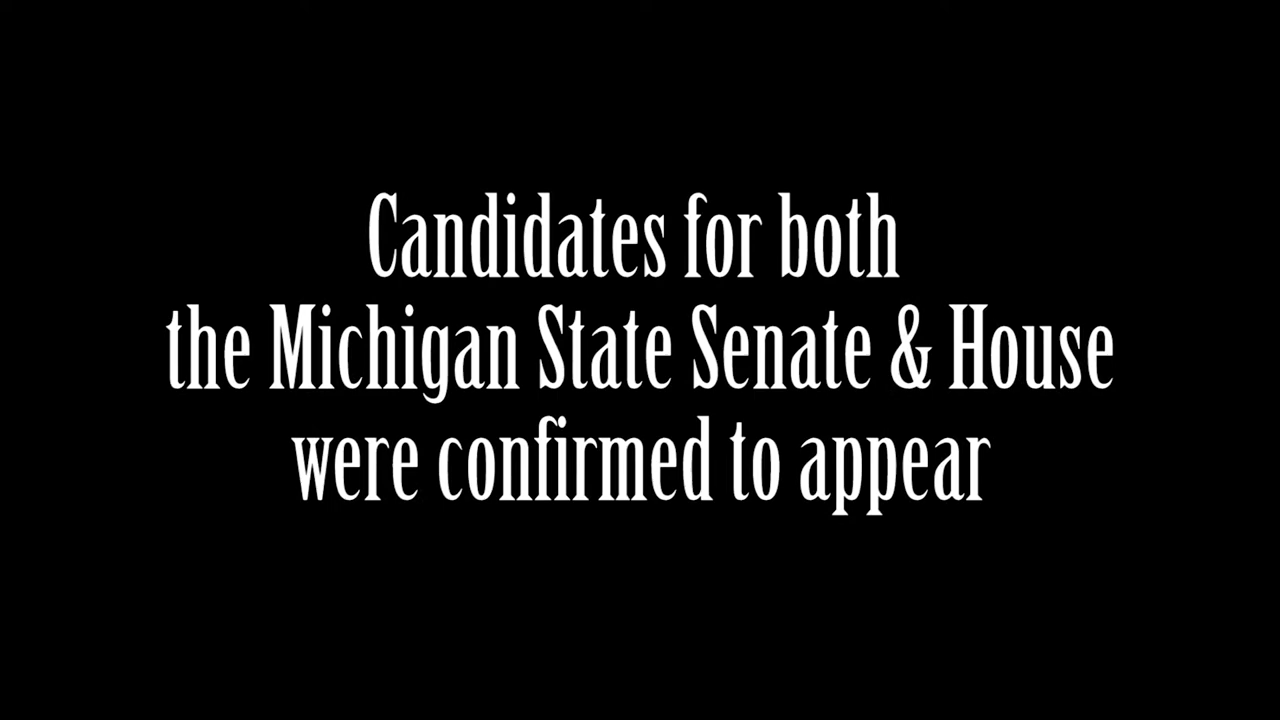 Candidates for both
the Michigan State Senate & House
were confirmed to appear